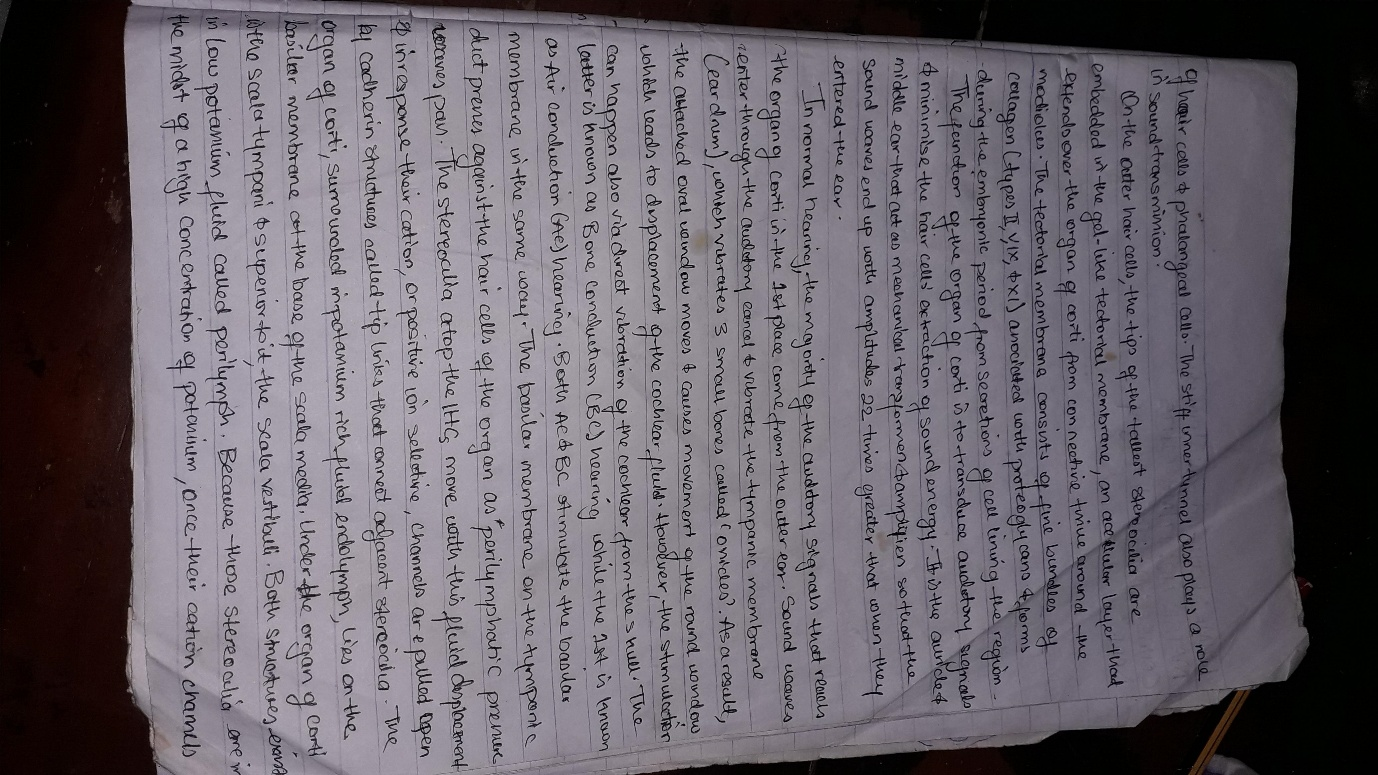 of hair cells & phalangeal cells. The stiff inner tunnel also plays a role
in sound transmission.
On the outer hair cells, the tips of the tallest stereocilia are
embedded in the gel-like tectorial membrane, an acellular layer that
extends over the organ of corti from connective tissue around the
modiolus. The tectorial membrane consists of fine bundles of
collagen (types II, V, IX, & XI) associated with proteoglycans & forms
during the embryonic period from secretions of cell lining the region.
The function of the organ of corti is to transduce auditory signals
& minimise the hair cells' extraction of sound energy. It is the auricle &
middle ear that act as mechanical transformers & amplifiers so that the
sound waves end up with amplitudes 22 times greater that when they
entered the ear.
In normal hearing, the majority of the auditory signals that reach
the organ of corti in the 1st place come from the outer ear. Sound waves
enter through the auditory canal & vibrate the tympanic membrane
(eardrum), which vibrates 3 small bones called 'ossicles'. As a result,
the attached oval window moves & causes movement of the round window
which leads to displacement of the cochlear fluid. However, the stimulation
can happen also via direct vibration of the cochlear from the skull. The
latter is known as Bone conduction (BC) hearing while the 1st is known
as Air conduction (AC) hearing. Both AC & BC stimulate the basilar
membrane in the same way. The basilar membrane on the tympanic
duct presses against the hair cells of the organ as perilymphatic pressure
waves pass. The stereocilia atop the IHC move with this fluid displacement
& in response their cation, or positive ion selective, channels are pulled open
by cadherin structures called tip links that connect adjacent stereocilia. The
organ of corti, surrounded in potassium rich fluid endolymph, lies on the
basilar membrane at the base of the scala media. Under the organ of corti
is the scala tympani & superior to it, the scala vestibuli. Both structures exist
in low potassium fluid called perilymph. Because those stereocilia are in
the midst of a high concentration of potassium, once their cation channels